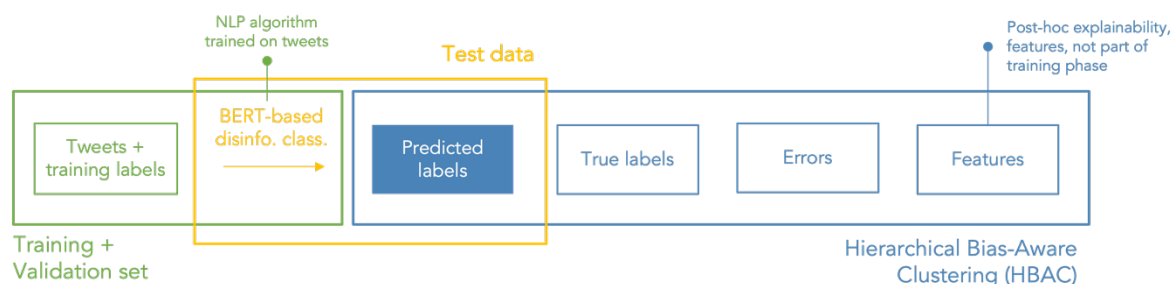 NLP algorithm
trained on tweets
Post-hoc explainability,
features, not part of
training phase
Test data
BERT-based
disinfo. class.
Tweets +
training labels
Predicted
labels
True labels
Errors
Features
Training +
Validation set
Hierarchical Bias-Aware
Clustering (HBAC)